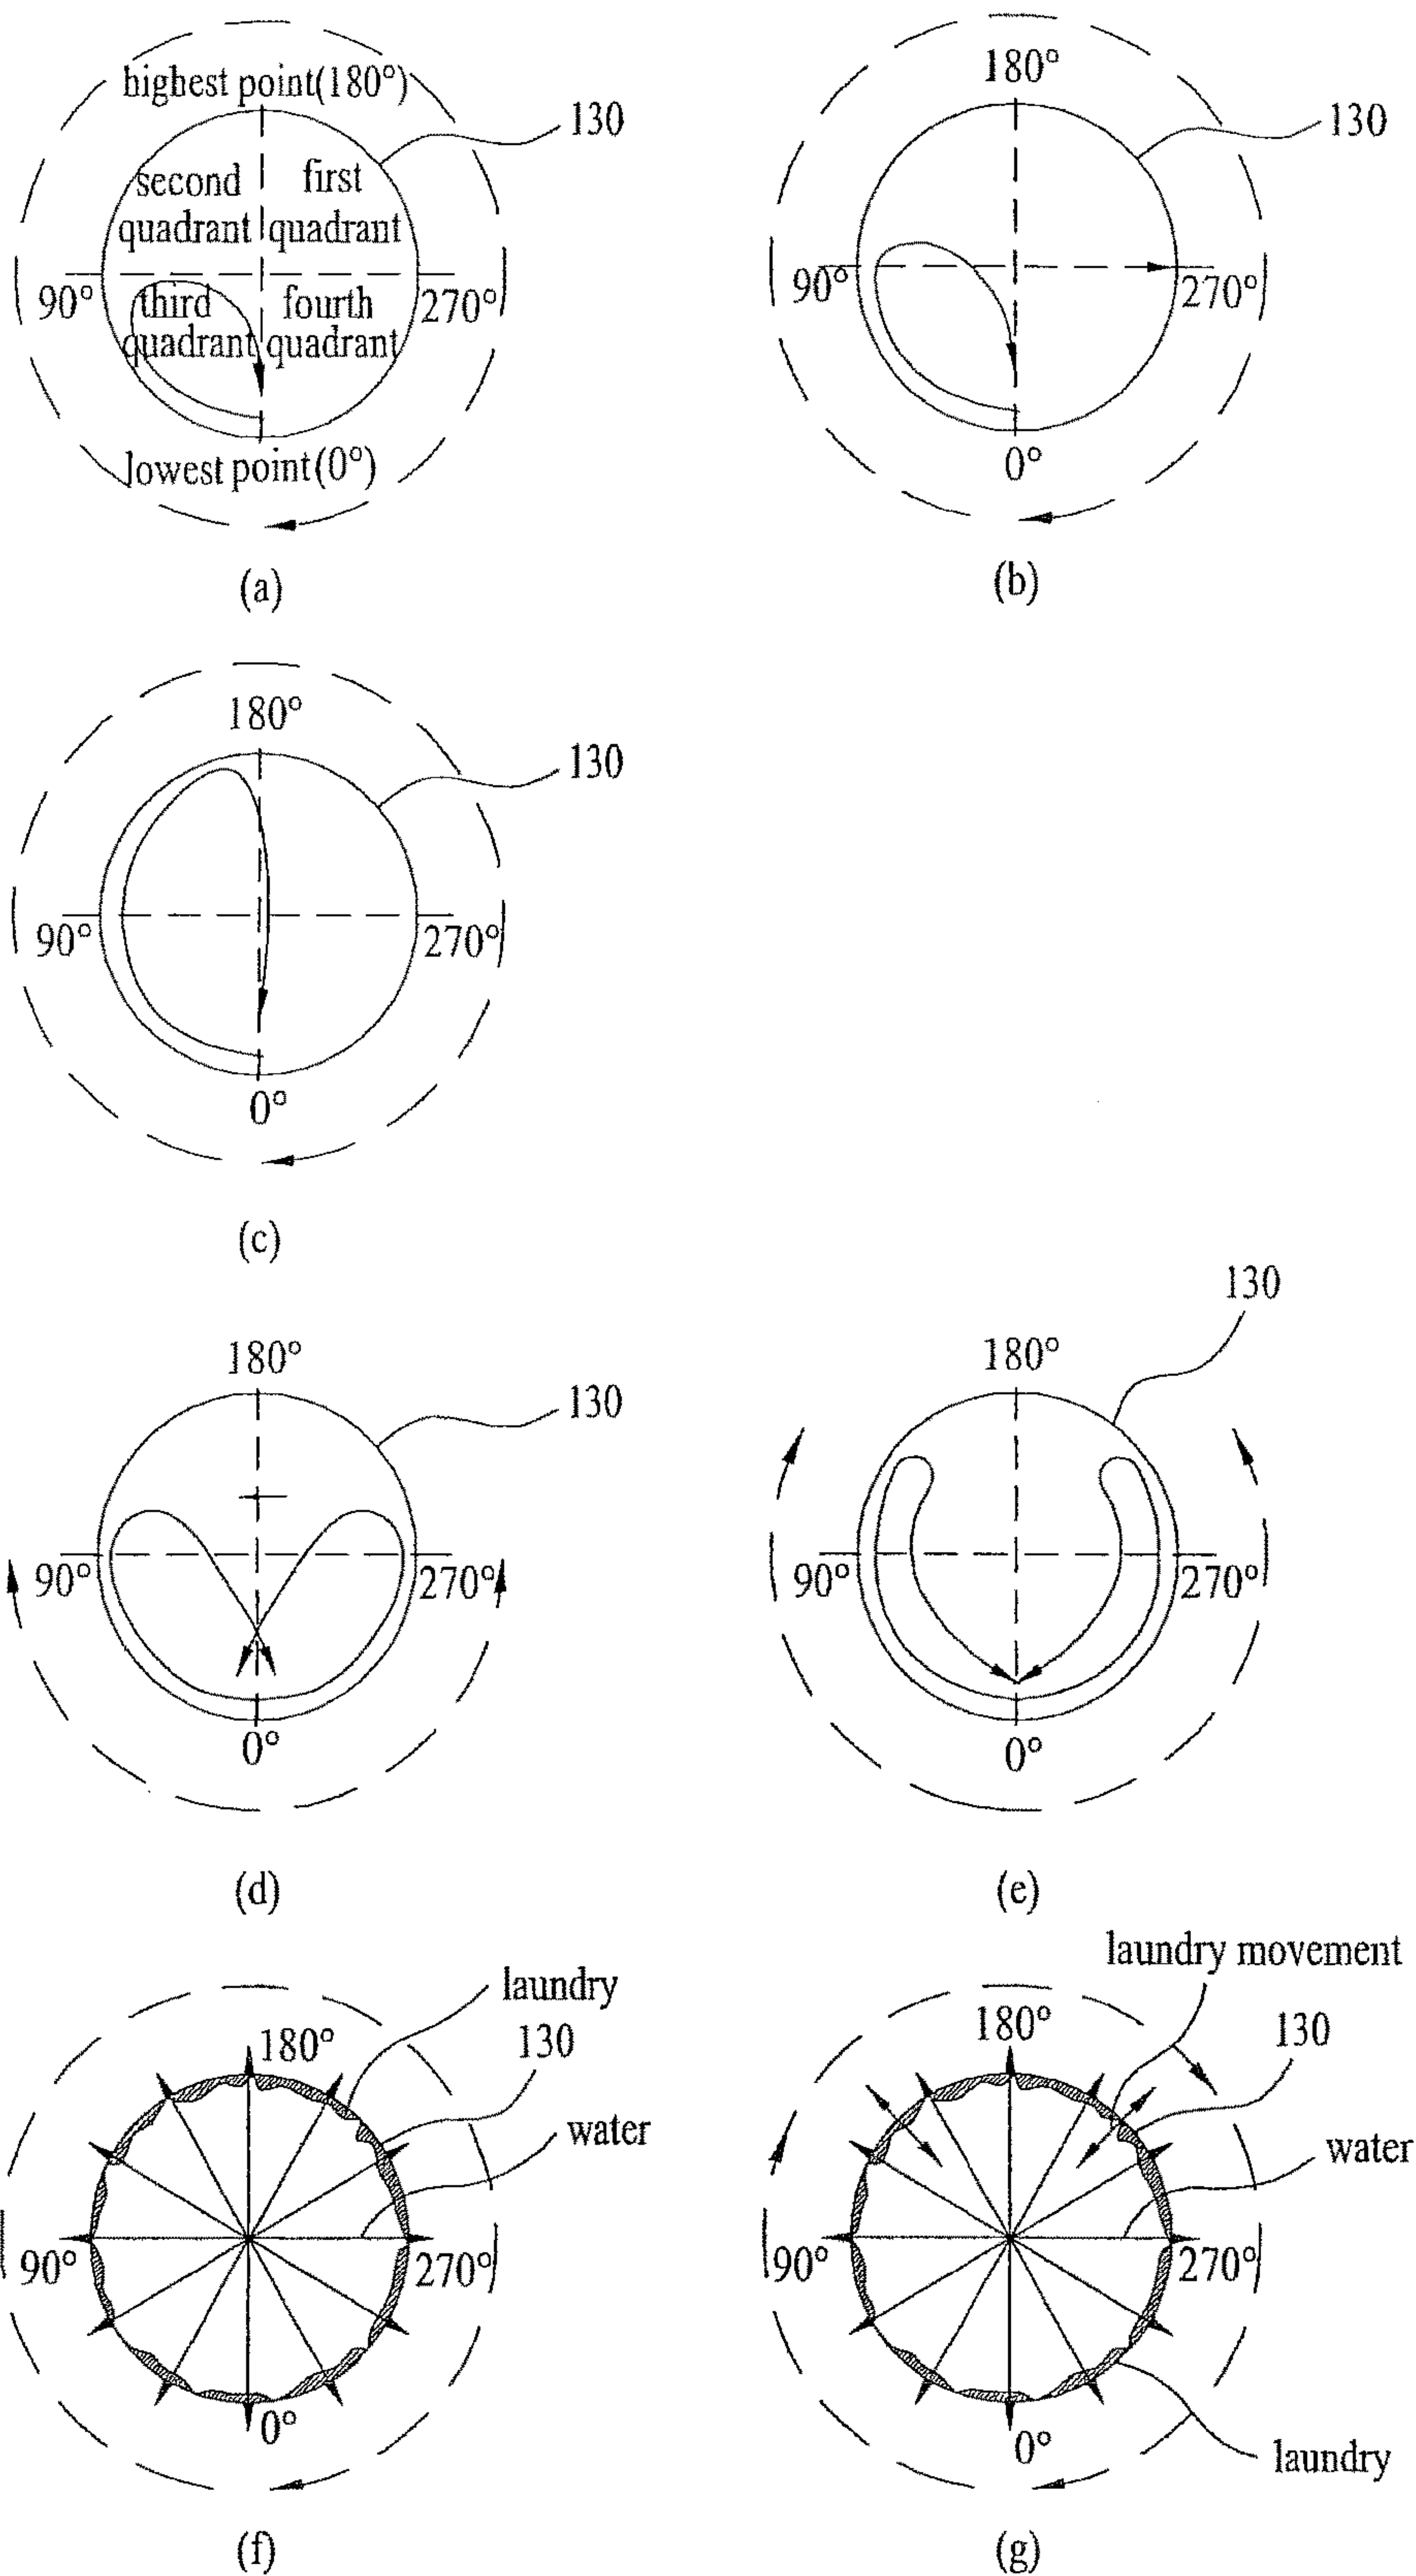 highest point(180°)
130
second
quadrant
first
quadrant
90°
270°
third
quadrant
fourth
quadrant
lowest point(0°)
(a)
180°
130
90°
270°
0°
(b)
180°
130
90°
270°
0°
(c)
180°
130
90°
270°
0°
(d)
130
180°
90°
270°
0°
(e)
laundry
130
180°
water
90°
270°
0°
(f)
laundry movement
180°
130
water
90°
270°
0°
laundry
(g)